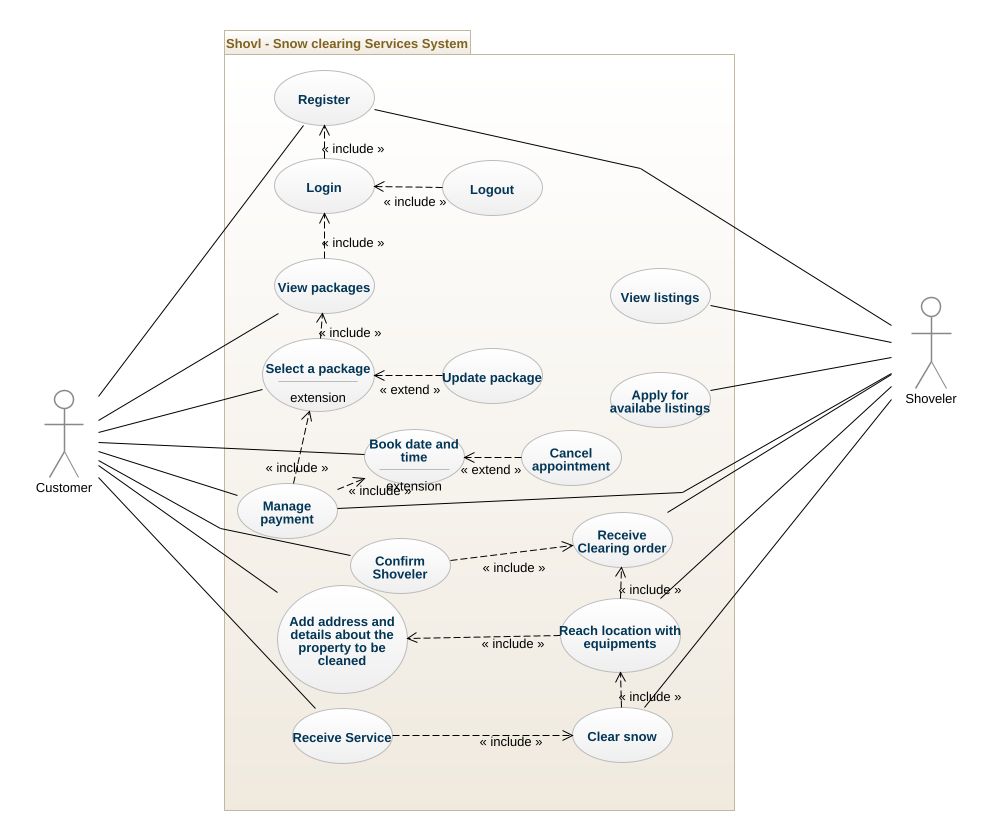 Shovl - Snow clearing Services System
Register
« include »
Login
Logout
« include »
« include »
View packages
View listings
« include »
Select a package
extension
Update package
« extend »
Apply for
availabe listings
Customer
Shoveler
Book date and
time
extension
Cancel
appointment
« extend »
« include »
« include »
Manage
payment
Receive
Clearing order
Confirm
Shoveler
« include »
« include »
Add address and
details about the
property to be
cleaned
Reach location with
equipments
« include »
« include »
Receive Service
« include »
Clear snow